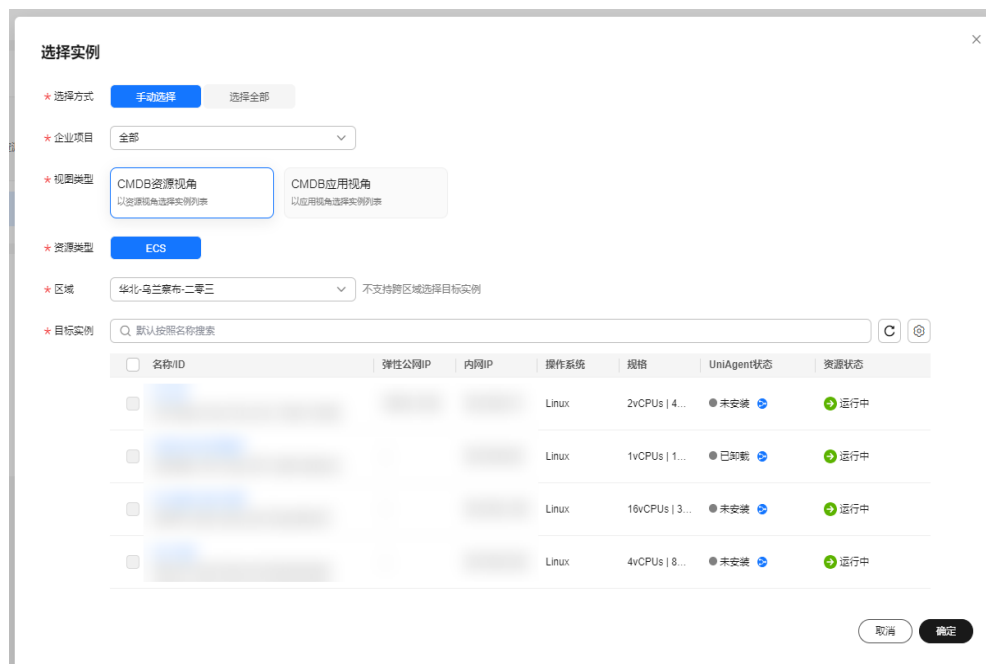 选择实例
* 选择方式 手动选择 选择全部
* 企业项目 全部
* 视图类型 CMDB资源视角 CMDB应用视角
以资源视角选择实例列表 以应用视角选择实例列表
* 资源类型 ECS
* 区域 华北-乌兰察布-二零三 不支持跨区域选择目标实例
* 目标实例 默认按照名称搜索
名称/ID 弹性公网IP 内网IP 操作系统 规格 UniAgent状态 资源状态
Linux 2vCPUs | 4... 未安装 运行中
Linux 1vCPUs | 1... 已卸载 运行中
Linux 16vCPUs | 3... 未安装 运行中
Linux 4vCPUs | 8... 未安装 运行中
取消 确定